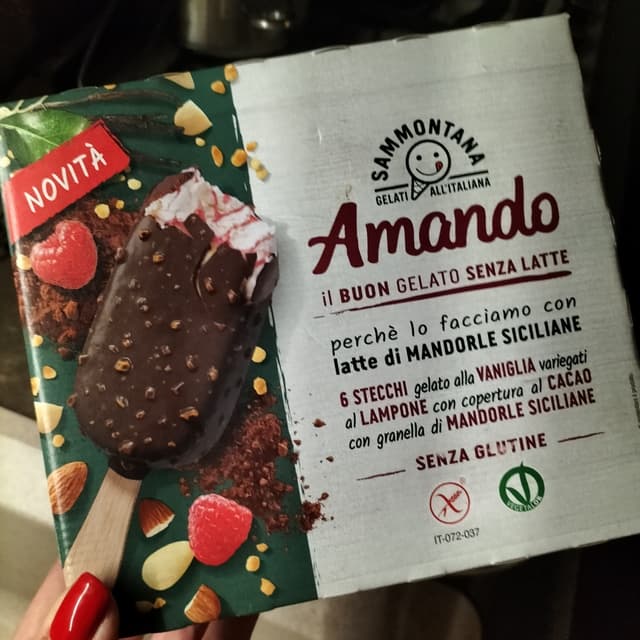 NOVITÀ
SAMMONTANA
GELATI ALL'ITALIANA
Amando
il BUON GELATO SENZA LATTE
perchè lo facciamo con
latte di MANDORLE SICILIANE
6 STECCHI gelato alla VANIGLIA variegati
al LAMPONE con copertura al CACAO
con granella di MANDORLE SICILIANE
SENZA GLUTINE
IT-072-037